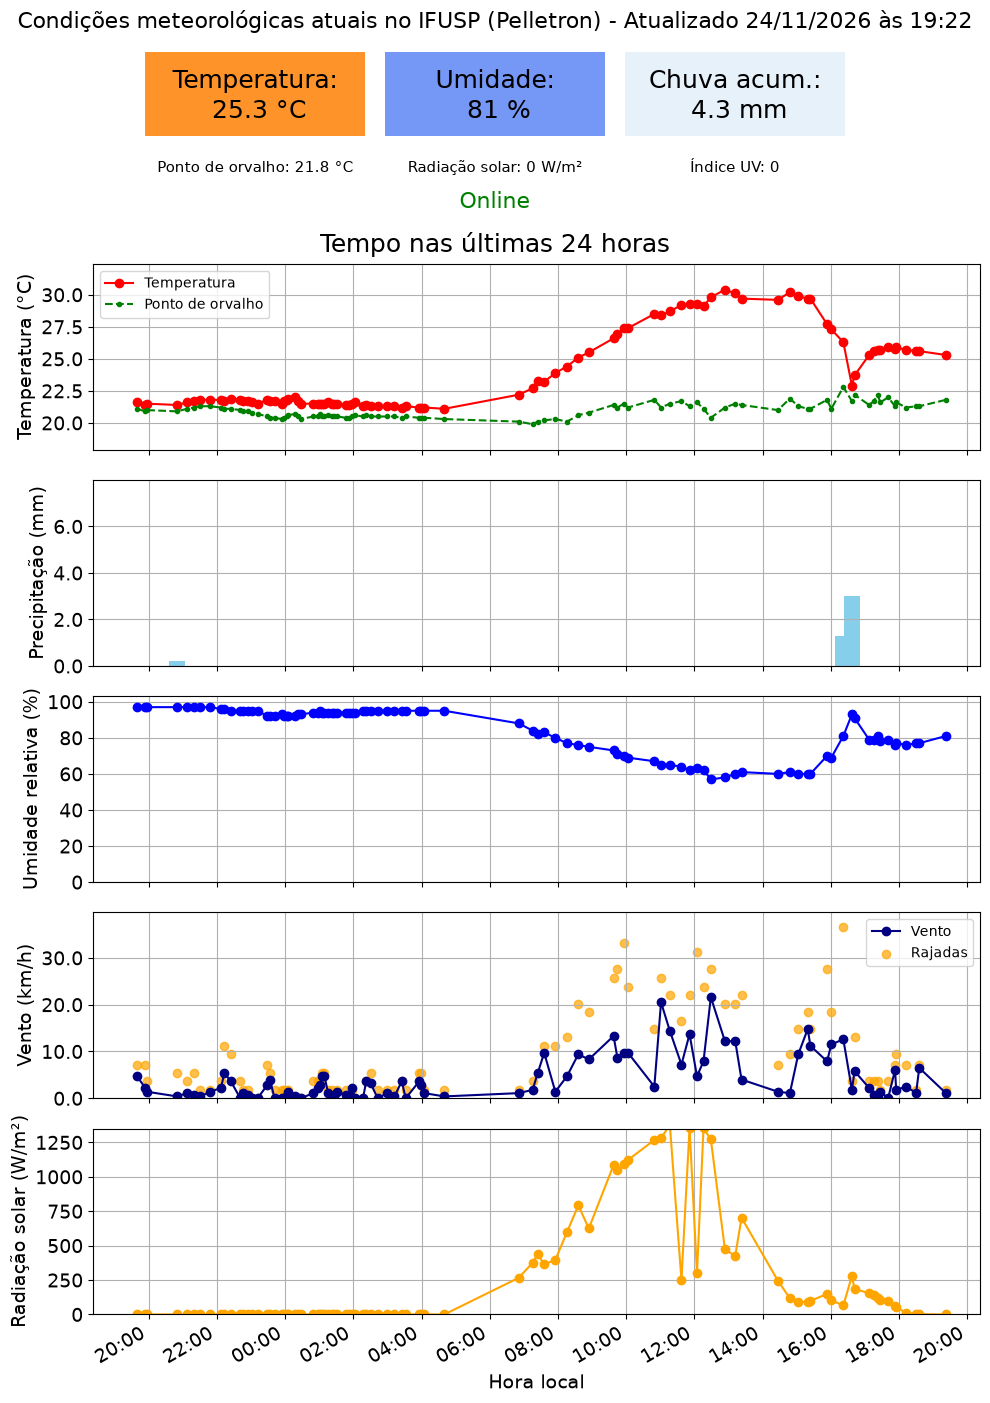 Condições meteorológicas atuais no IFUSP (Pelletron) - Atualizado 24/11/2026 às 19:22
Temperatura:
25.3 °C
Umidade:
81 %
Chuva acum.:
4.3 mm
Ponto de orvalho: 21.8 °C
Radiação solar: 0 W/m²
Índice UV: 0
Online
Tempo nas últimas 24 horas
Temperatura (°C)
30.0
27.5
25.0
22.5
20.0
Temperatura
Ponto de orvalho
Precipitação (mm)
6.0
4.0
2.0
0.0
Umidade relativa (%)
100
80
60
40
20
0
Vento (km/h)
30.0
20.0
10.0
0.0
Vento
Rajadas
Radiação solar (W/m²)
1250
1000
750
500
250
0
20:00
22:00
00:00
02:00
04:00
06:00
08:00
10:00
12:00
14:00
16:00
18:00
20:00
Hora local